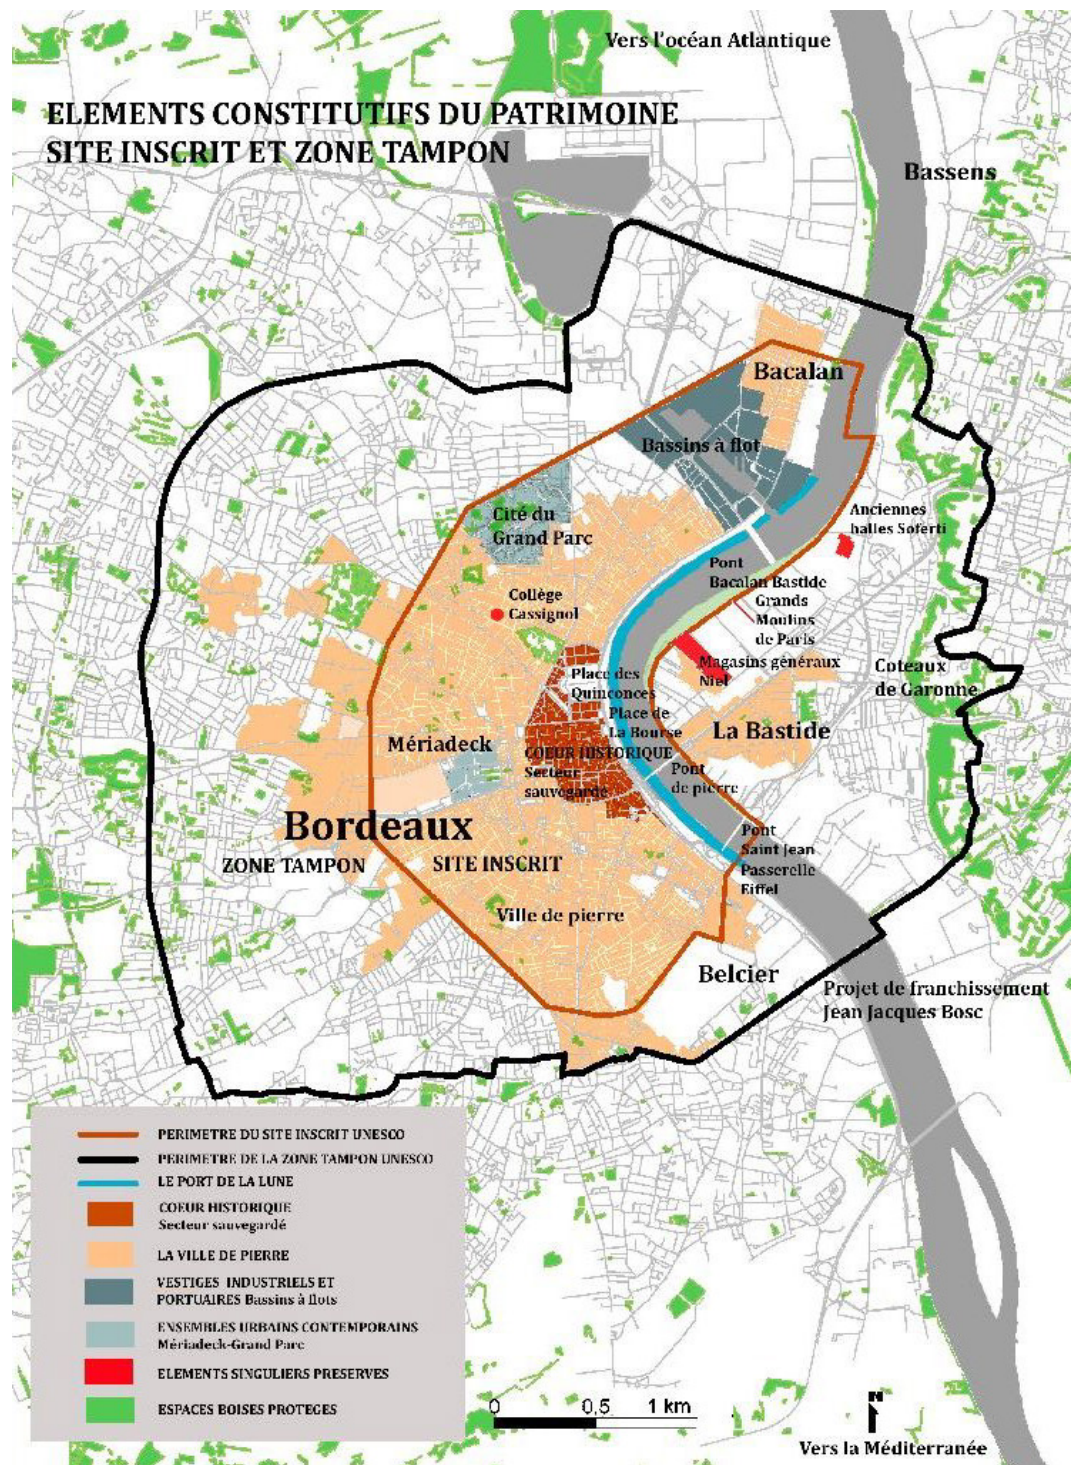 Vers l'océan Atlantique
ELEMENTS CONSTITUTIFS DU PATRIMOINE
SITE INSCRIT ET ZONE TAMPON
Bassens
Bacalan
Bassins à flot
Anciennes
halles Soferti
Cité du
Grand Parc
Pont
Bacalan Bastide
Grands
Moulins
de Paris
Collège
Cassignol
Magasins généraux
Niel
Coteaux
de Garonne
Place des
Quinconces
Place de
La Bourse
La Bastide
Mériadeck
COEUR HISTORIQUE
Secteur
sauvegardé
Pont
de pierre
Bordeaux
ZONE TAMPON
SITE INSCRIT
Pont
Saint Jean
Passerelle
Eiffel
Ville de pierre
Belcier
Projet de franchissement
Jean Jacques Bosc
PERIMETRE DU SITE INSCRIT UNESCO
PERIMETRE DE LA ZONE TAMPON UNESCO
LE PORT DE LA LUNE
COEUR HISTORIQUE
Secteur sauvegardé
LA VILLE DE PIERRE
VESTIGES INDUSTRIELS ET
PORTUAIRES Bassins à flots
ENSEMBLES URBAINS CONTEMPORAINS
Mériadeck-Grand Parc
ELEMENTS SINGULIERS PRESERVES
ESPACES BOISES PROTEGES
0 0,5 1 km
N
Vers la Méditerranée